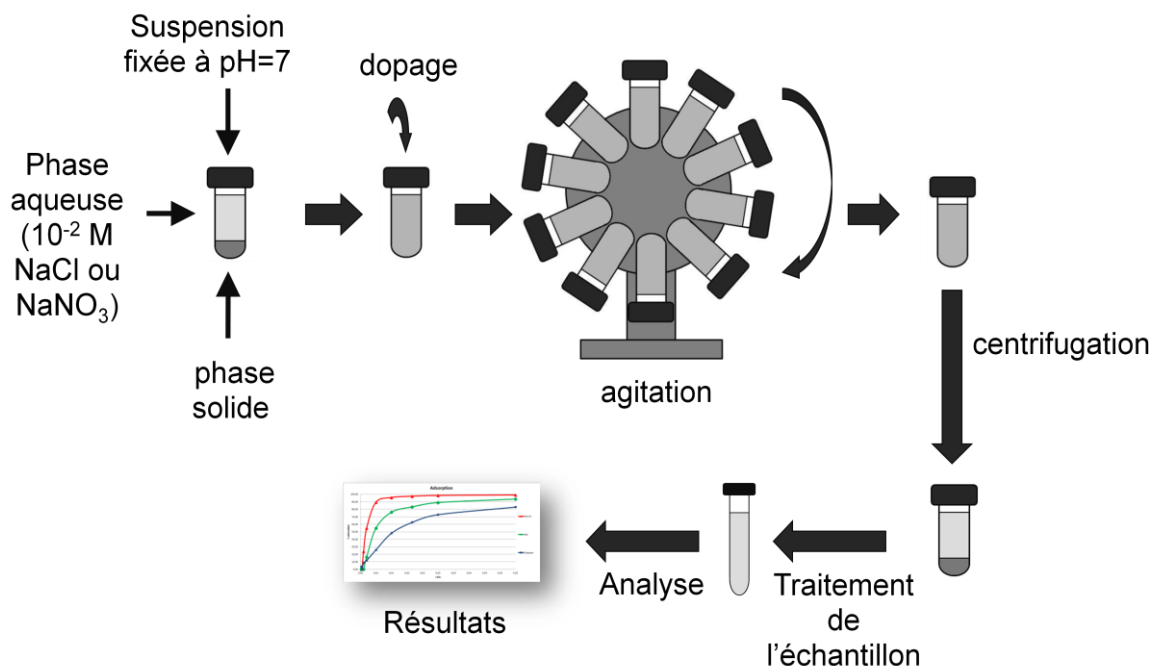 Suspension
fixée à pH=7
dopage
Phase
aqueuse
(10⁻² M
NaCl ou
NaNO₃)
phase
solide
agitation
centrifugation
Adsorption
Analyse
Traitement
de
l'échantillon
Résultats